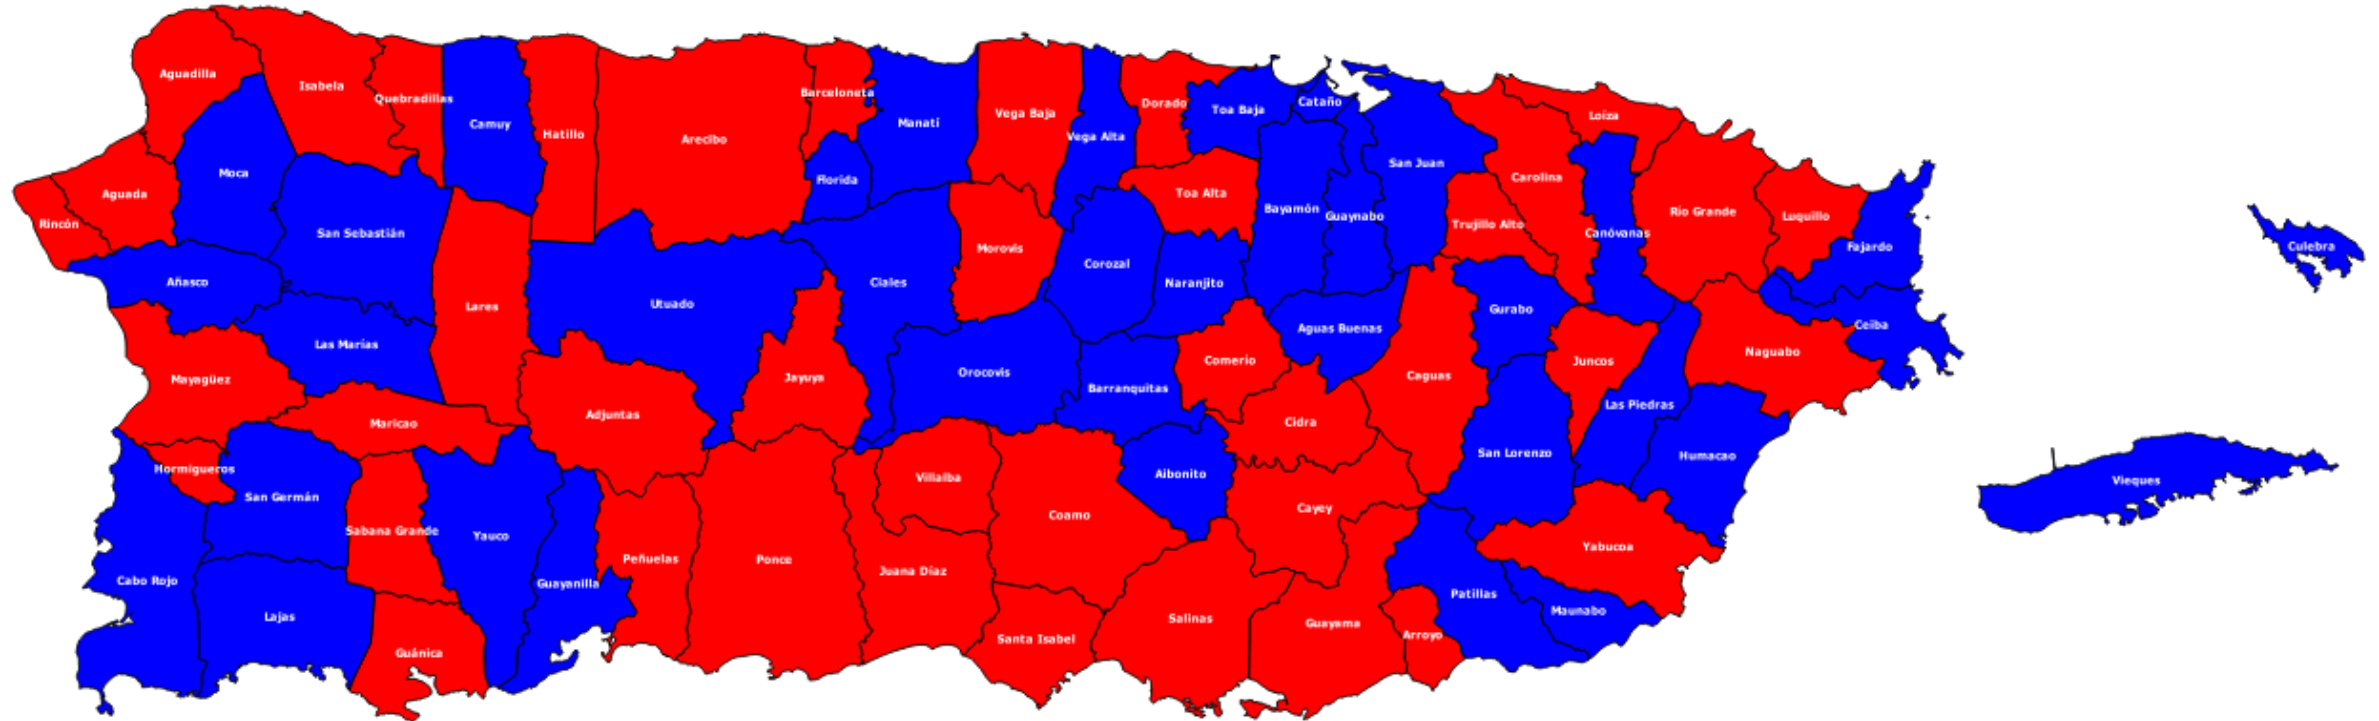 Aguadilla
Isabela
Quebradillas
Camuy
Hatillo
Arecibo
Barceloneta
Manatí
Vega Baja
Vega Alta
Dorado
Toa Baja
Cataño
San Juan
Loiza
Moca
Florida
Toa Alta
Carolina
Aguada
Rincón
San Sebastián
Bayamón
Guaynabo
Trujillo Alto
Canóvanas
Rio Grande
Luquillo
Fajardo
Culebra
Morovis
Corozal
Naranjito
Añasco
Lares
Utuado
Ciales
Aguas Buenas
Gurabo
Ceiba
Las Marías
Mayagüez
Jayuya
Orocovis
Barranquitas
Comerío
Caguas
Juncos
Naguabo
Las Piedras
Maricao
Adjuntas
Cidra
Hormigueros
San Germán
Villalba
Aibonito
San Lorenzo
Humacao
Vieques
Sabana Grande
Yauco
Coamo
Cayey
Yabucoa
Cabo Rojo
Guayanilla
Peñuelas
Ponce
Juana Díaz
Patillas
Maunabo
Lajas
Guánica
Santa Isabel
Salinas
Guayama
Arroyo